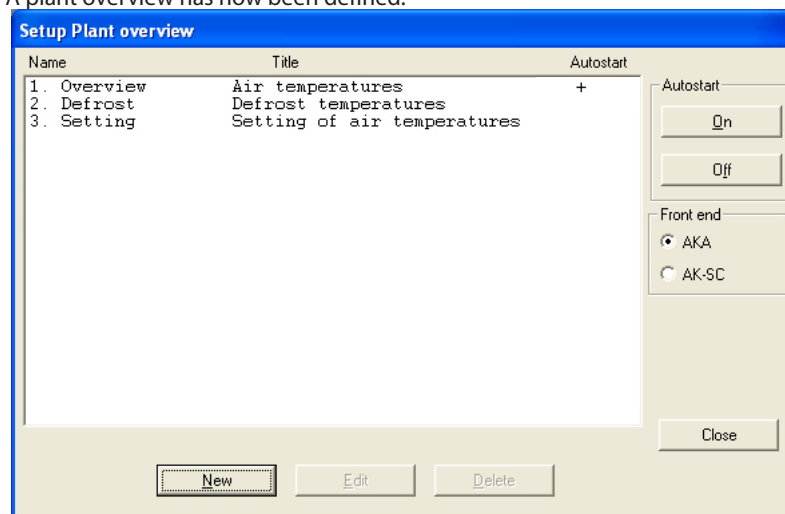 A plant overview has now been defined.
Setup Plant overview
Name Title Autostart
1. Overview Air temperatures +
2. Defrost Defrost temperatures
3. Setting Setting of air temperatures
Autostart
On
Off
Front end
AKA
AK-SC
Close
New Edit Delete